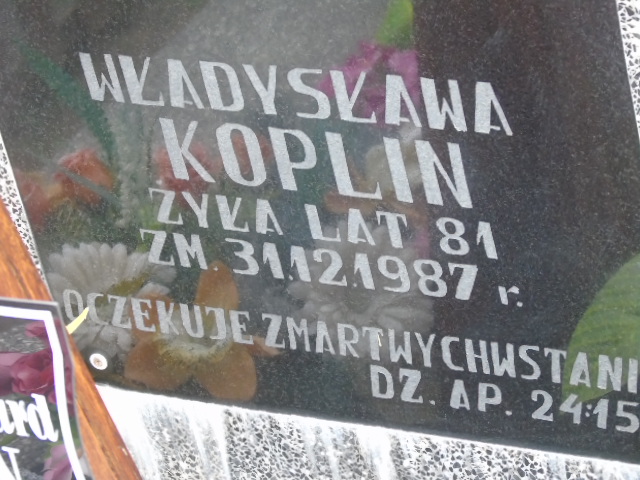 WŁADYSŁAWA
KOPLIN
ŻYŁA LAT 81
ZM 31.12.1987 r.
OCZEKUJE ZMARTWYCHWSTANI
DZ. AP. 24:15